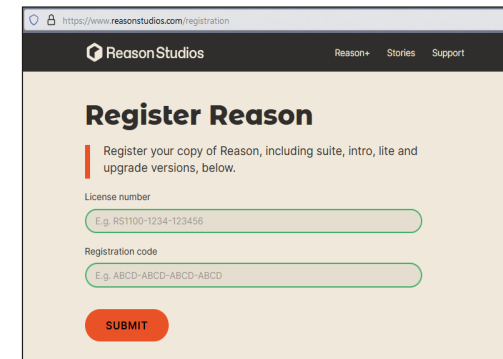 https://www.reasonstudios.com/registration
Reason Studios
Reason+ Stories Support
Register Reason
Register your copy of Reason, including suite, intro, lite and
upgrade versions, below.
License number
E.g. RS1100-1234-123456
Registration code
E.g. ABCD-ABCD-ABCD-ABCD
SUBMIT